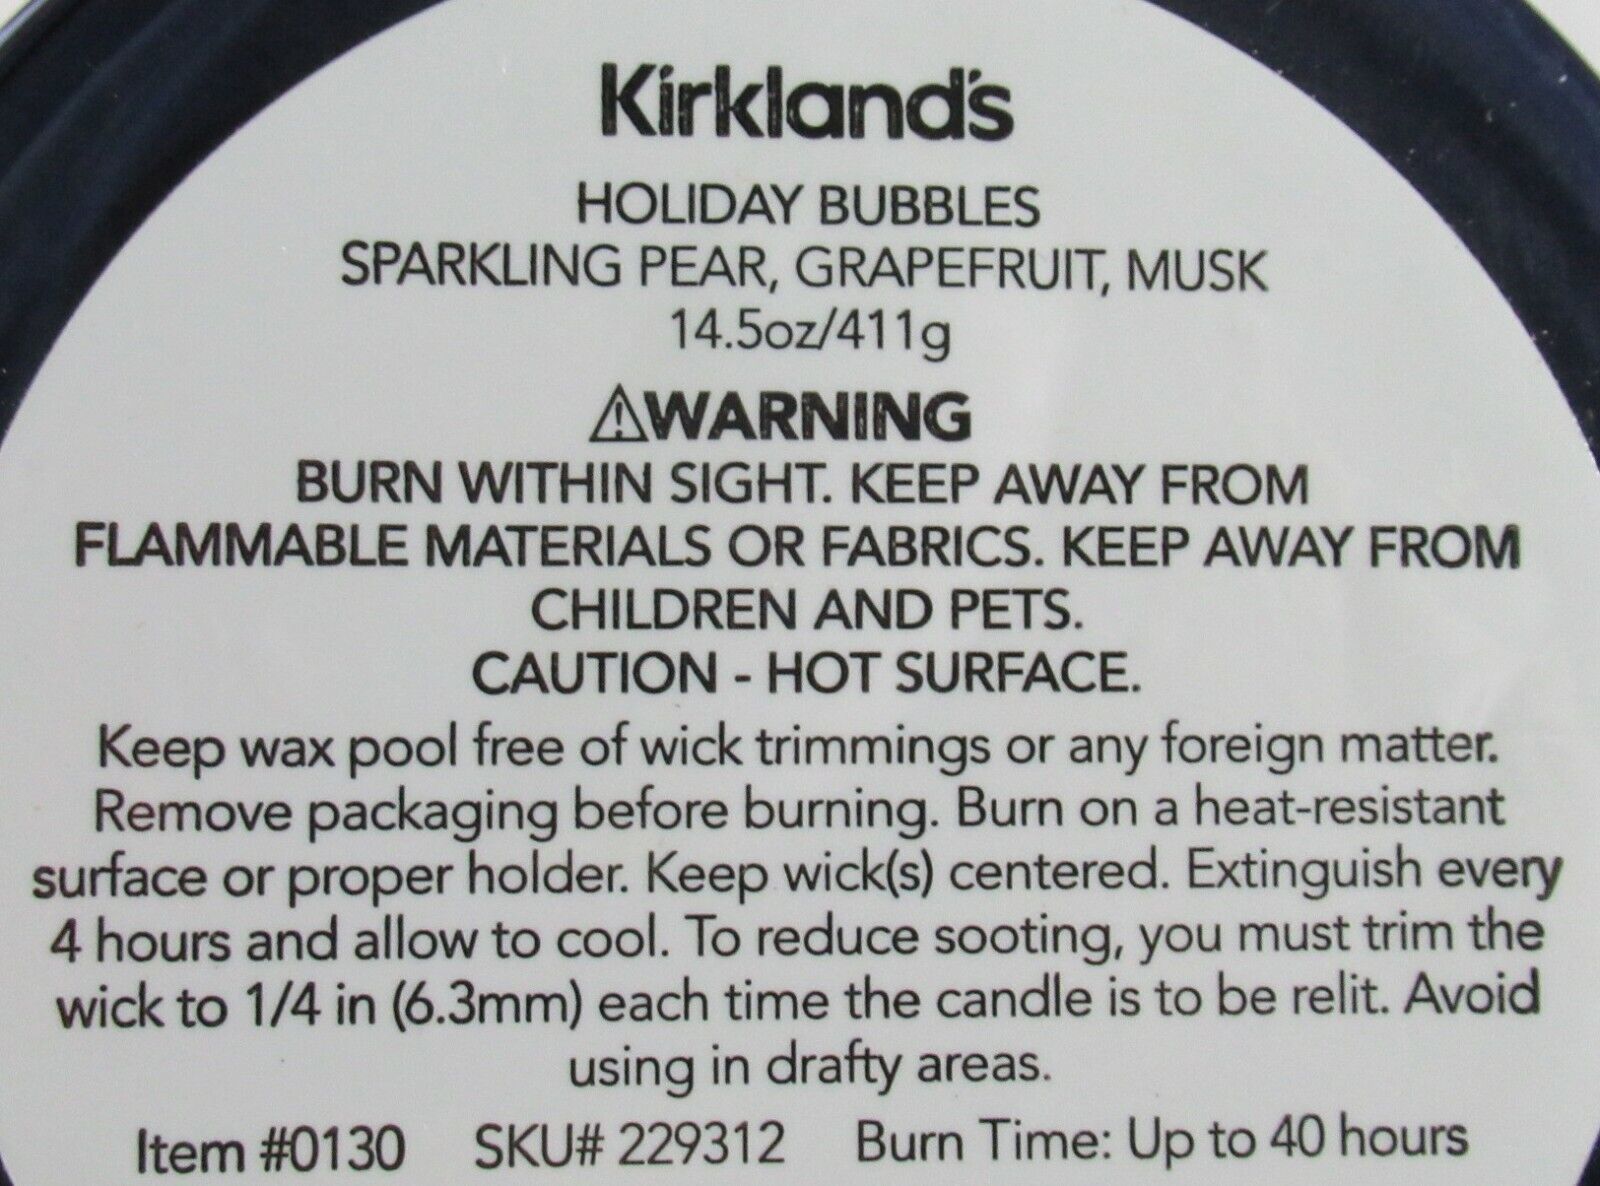 Kirkland's
HOLIDAY BUBBLES
SPARKLING PEAR, GRAPEFRUIT, MUSK
14.5oz/411g
⚠WARNING
BURN WITHIN SIGHT. KEEP AWAY FROM
FLAMMABLE MATERIALS OR FABRICS. KEEP AWAY FROM
CHILDREN AND PETS.
CAUTION - HOT SURFACE.
Keep wax pool free of wick trimmings or any foreign matter.
Remove packaging before burning. Burn on a heat-resistant
surface or proper holder. Keep wick(s) centered. Extinguish every
4 hours and allow to cool. To reduce sooting, you must trim the
wick to 1/4 in (6.3mm) each time the candle is to be relit. Avoid
using in drafty areas.
Item #0130 SKU# 229312 Burn Time: Up to 40 hours